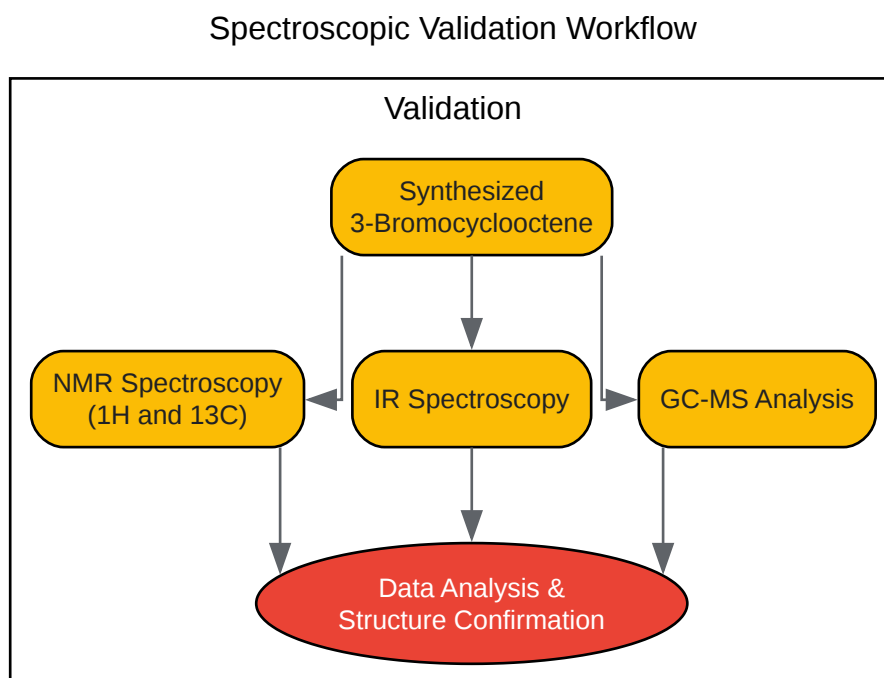 Spectroscopic Validation Workflow
Validation
Synthesized
3-Bromocyclooctene
NMR Spectroscopy
(1H and 13C)
IR Spectroscopy
GC-MS Analysis
Data Analysis &
Structure Confirmation